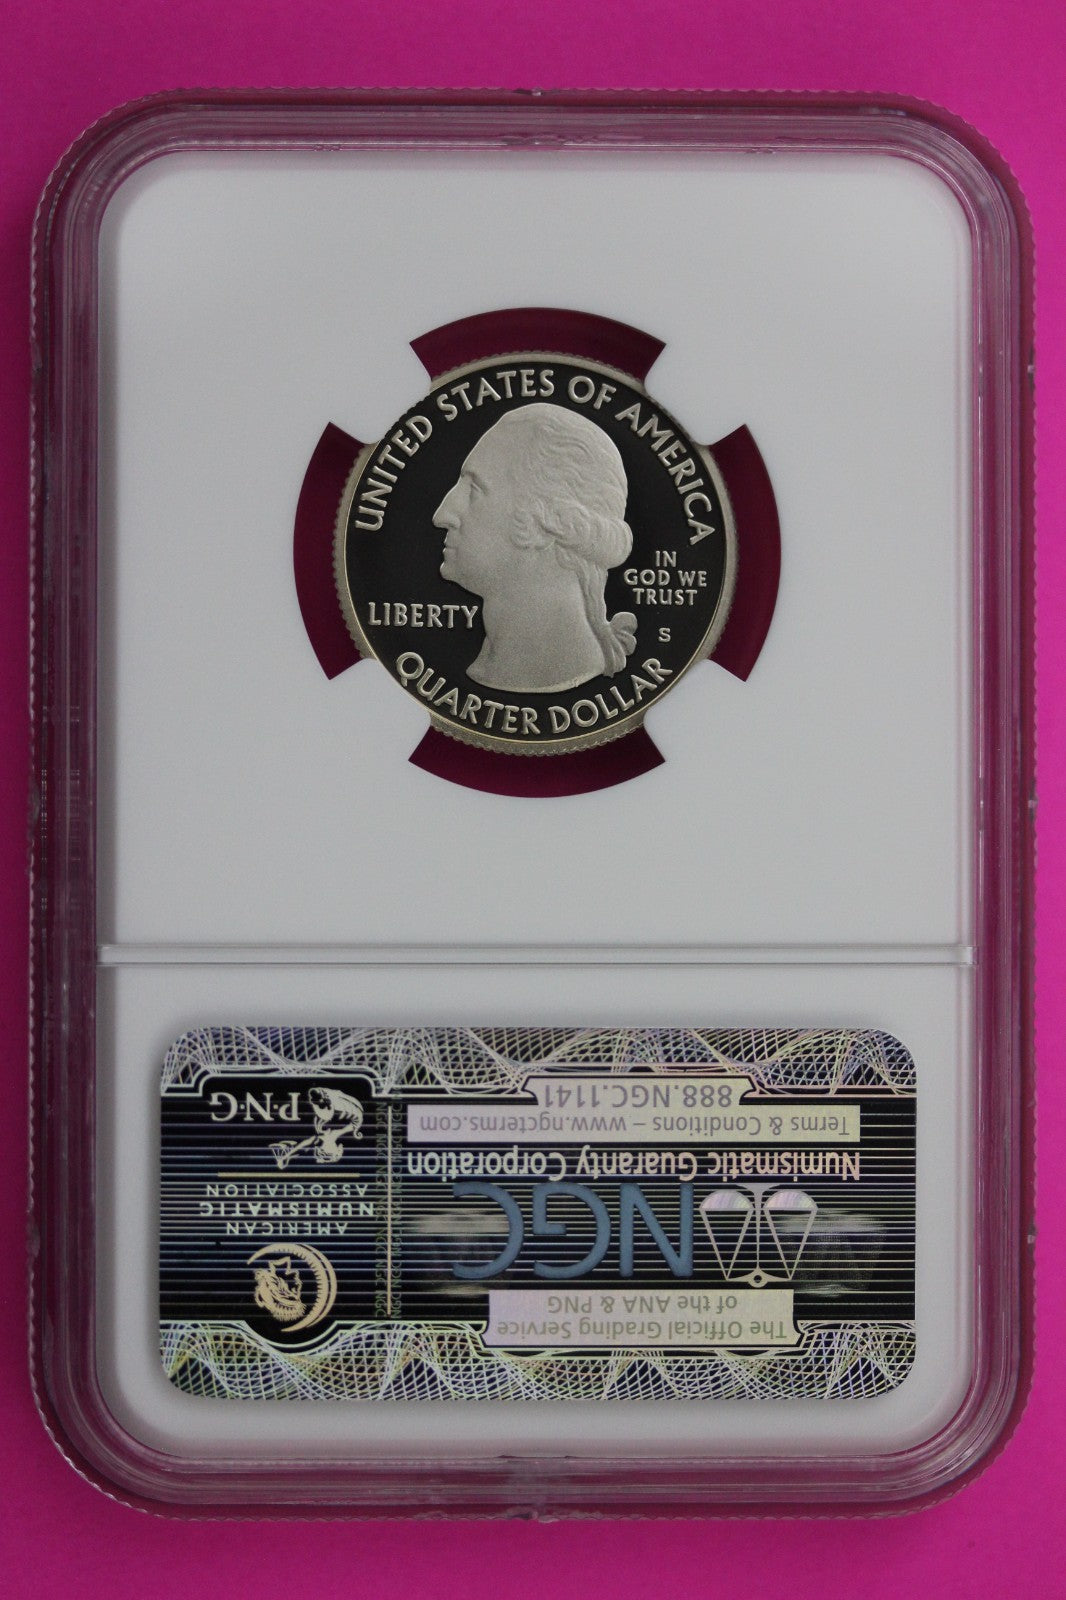 UNITED STATES OF AMERICA
LIBERTY
IN
GOD WE
TRUST
S
QUARTER DOLLAR
The Official Grading Service
of the ANA & PNG
NGC
Numismatic Guaranty Corporation
Terms & Conditions – www.ngcterms.com
888.NGC.1141
AMERICAN
NUMISMATIC
ASSOCIATION
P·N·G